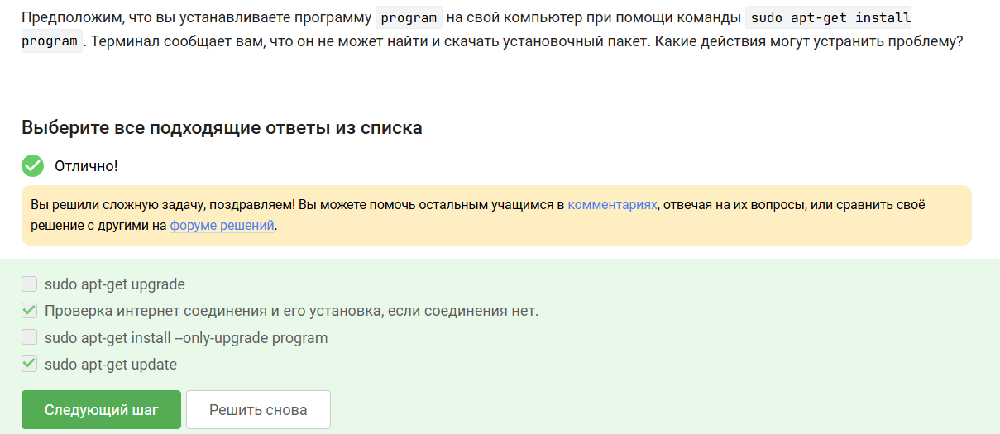 Предположим, что вы устанавливаете программу program на свой компьютер при помощи команды sudo apt-get install
program. Терминал сообщает вам, что он не может найти и скачать установочный пакет. Какие действия могут устранить проблему?
Выберите все подходящие ответы из списка
Отлично!
Вы решили сложную задачу, поздравляем! Вы можете помочь остальным учащимся в комментариях, отвечая на их вопросы, или сравнить своё
решение с другими на форуме решений.
sudo apt-get upgrade
Проверка интернет соединения и его установка, если соединения нет.
sudo apt-get install --only-upgrade program
sudo apt-get update
Следующий шаг Решить снова